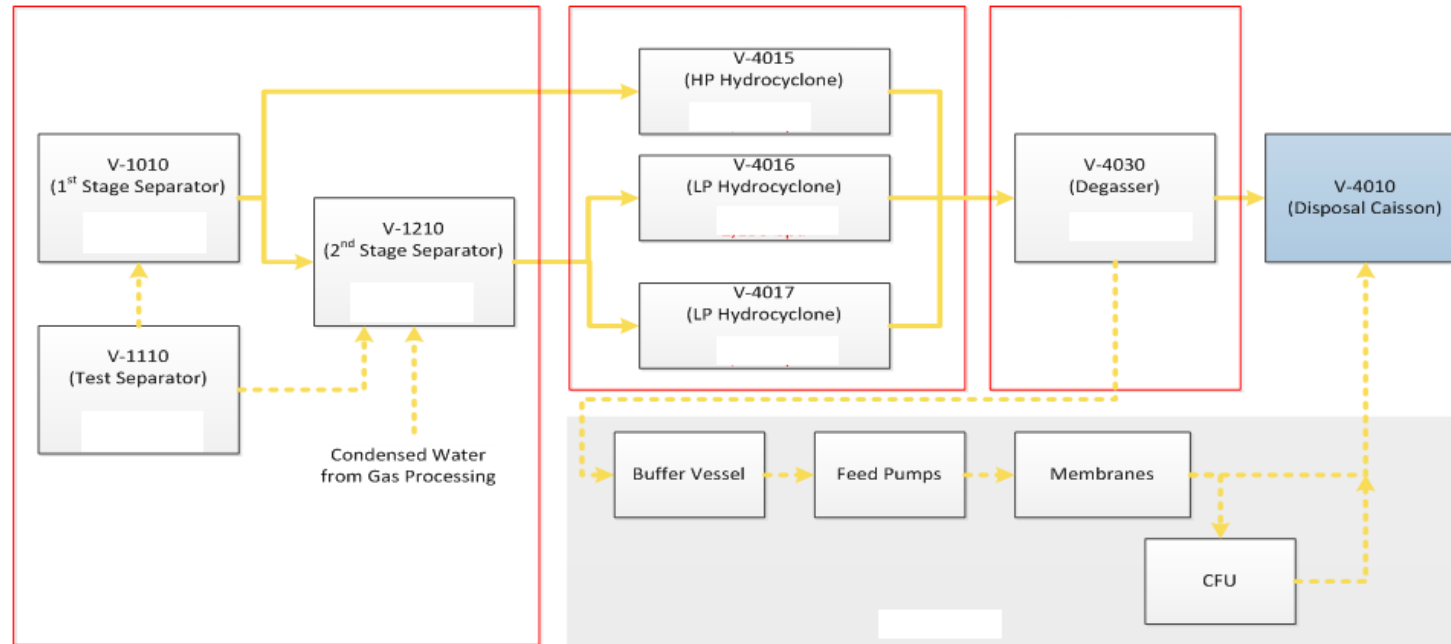 V-4015
(HP Hydrocyclone)
V-1010
(1st Stage Separator)
V-4016
(LP Hydrocyclone)
V-4030
(Degasser)
V-4010
(Disposal Caisson)
V-1210
(2nd Stage Separator)
V-4017
(LP Hydrocyclone)
V-1110
(Test Separator)
Condensed Water
from Gas Processing
Buffer Vessel
Feed Pumps
Membranes
CFU